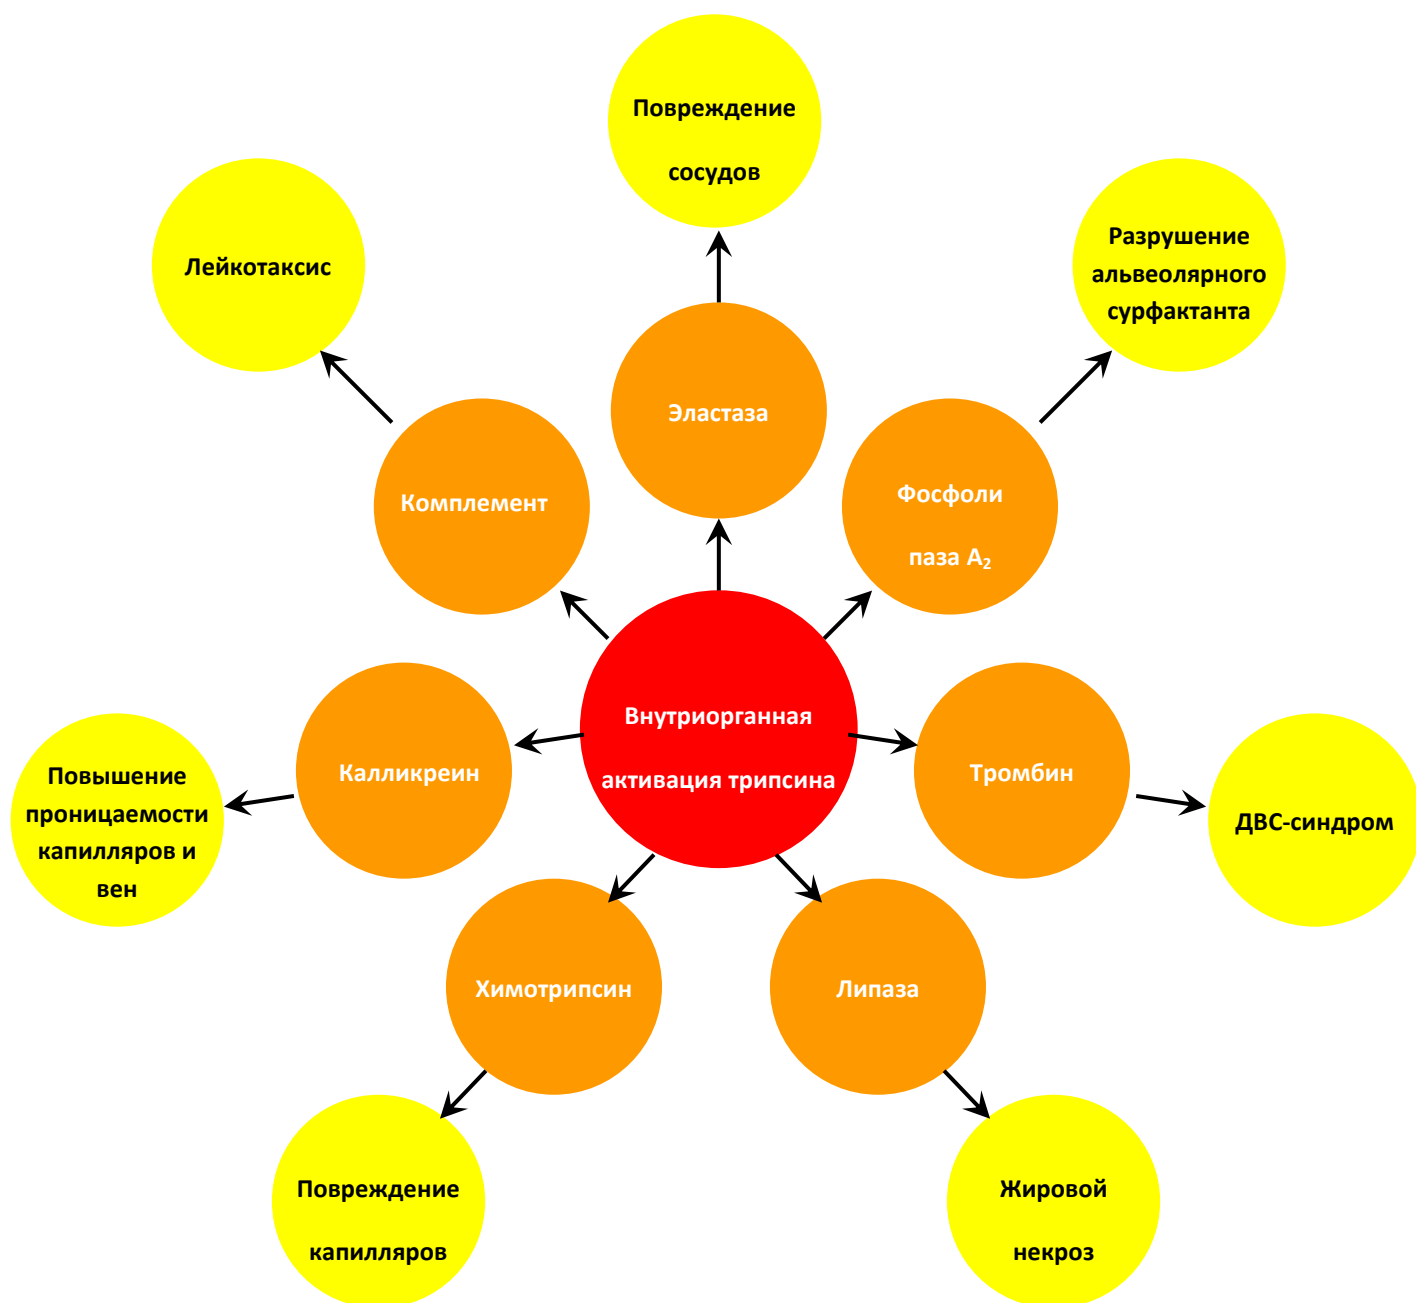 Повреждение
сосудов
Лейкотаксис
Разрушение
альвеолярного
сурфактанта
Эластаза
Комплемент
Фосфоли
паза А₂
Внутриорганная
активация трипсина
Калликреин
Тромбин
Повышение
проницаемости
капилляров и
вен
ДВС-синдром
Химотрипсин
Липаза
Повреждение
капилляров
Жировой
некроз